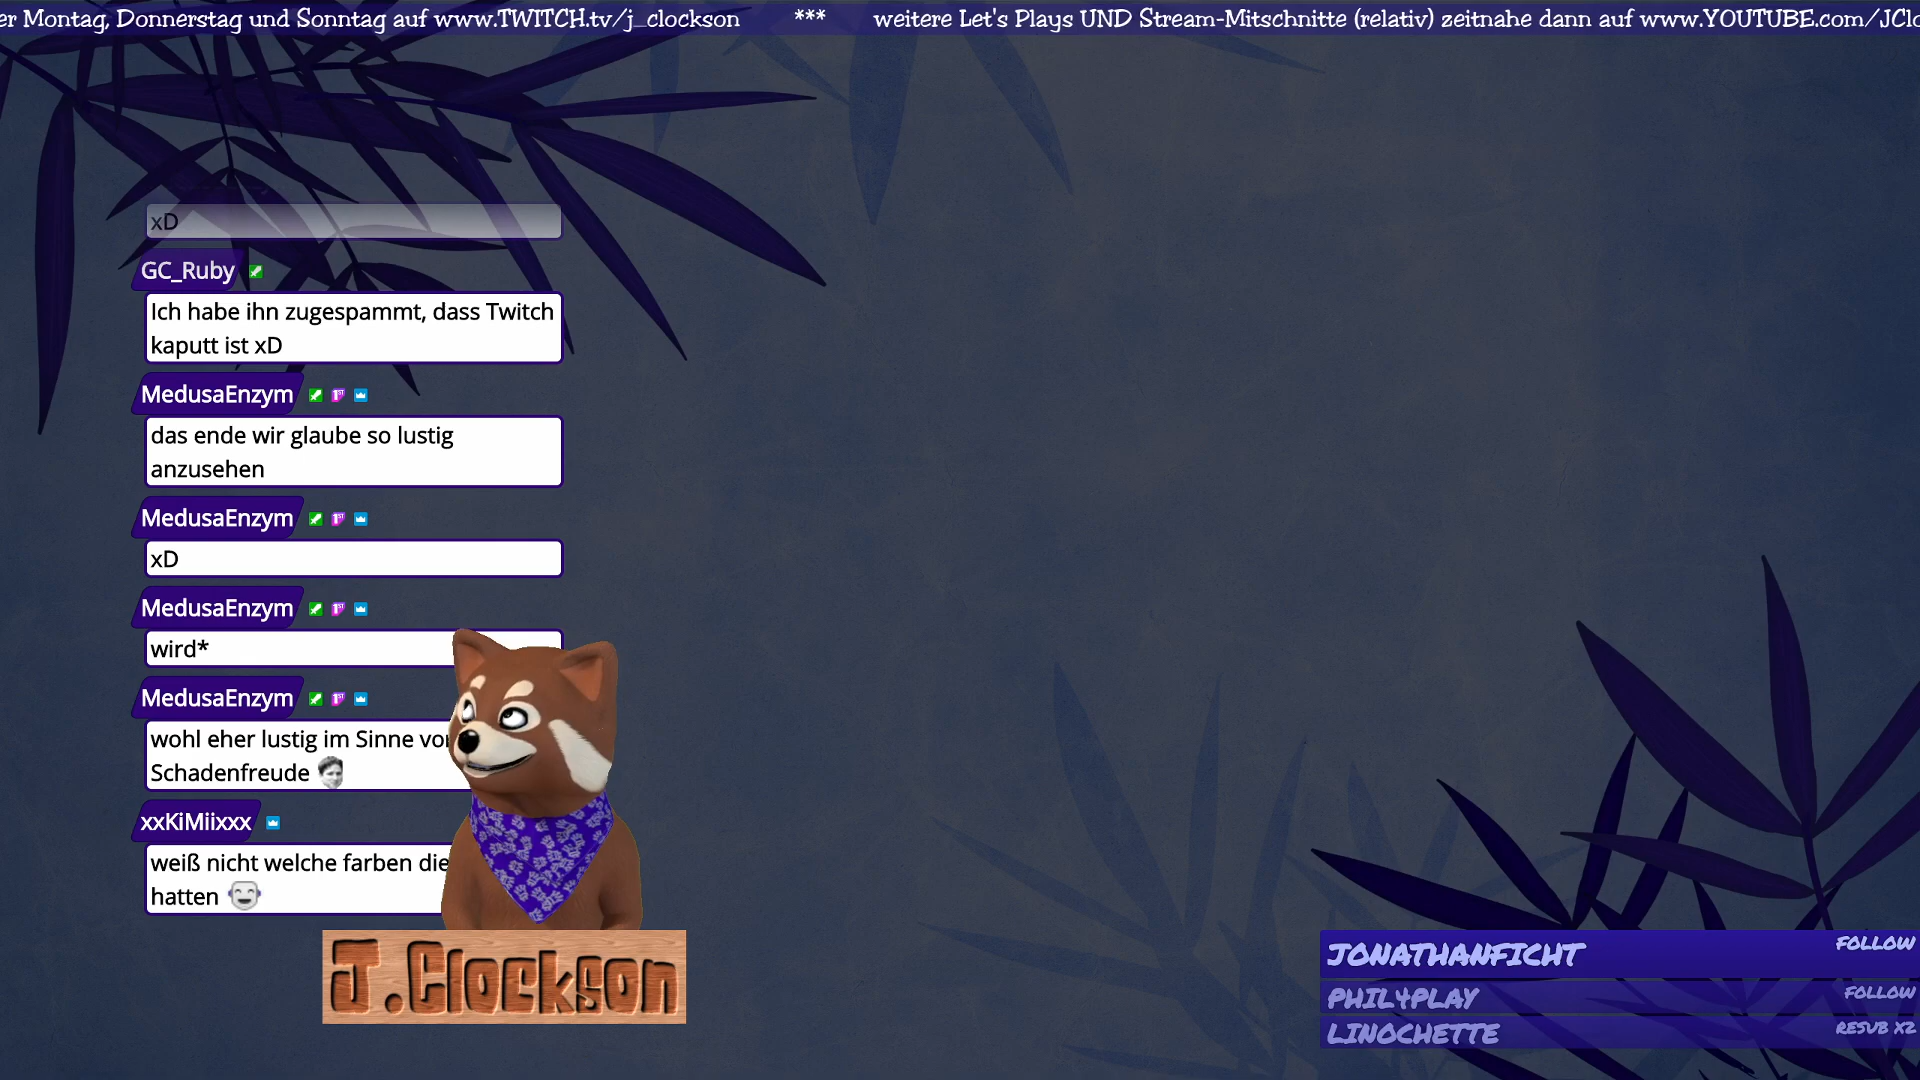 er Montag, Donnerstag und Sonntag auf www.TWITCH.tv/j_clockson *** weitere Let's Plays UND Stream-Mitschnitte (relativ) zeitnahe dann auf www.YOUTUBE.com/JClo
xD
GC_Ruby
Ich habe ihn zugespammt, dass Twitch
kaputt ist xD
MedusaEnzym
das ende wir glaube so lustig
anzusehen
MedusaEnzym
xD
MedusaEnzym
wird*
MedusaEnzym
wohl eher lustig im Sinne von
Schadenfreude
xxKiMiixxx
weiß nicht welche farben die
hatten
J.Clockson
JONATHANFICHT FOLLOW
PHIL4PLAY FOLLOW
LINOCHETTE RESUB X2